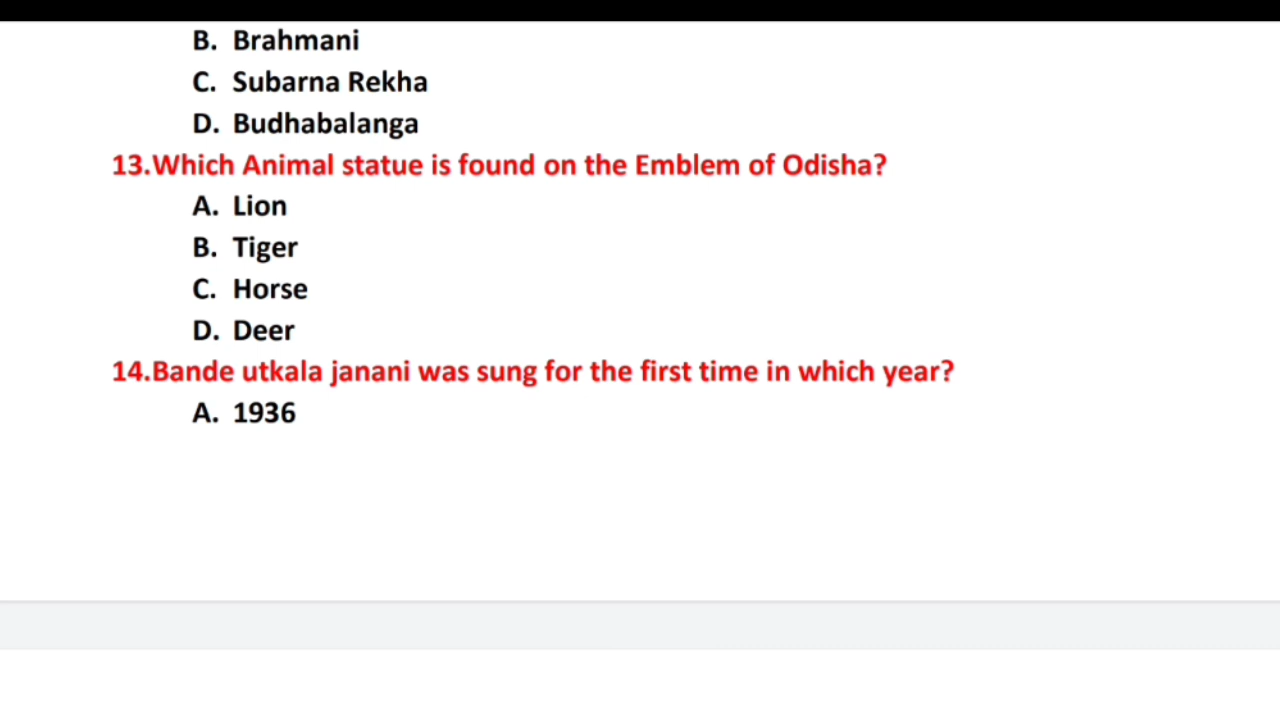 B. Brahmani
C. Subarna Rekha
D. Budhabalanga
13.Which Animal statue is found on the Emblem of Odisha?
A. Lion
B. Tiger
C. Horse
D. Deer
14.Bande utkala janani was sung for the first time in which year?
A. 1936